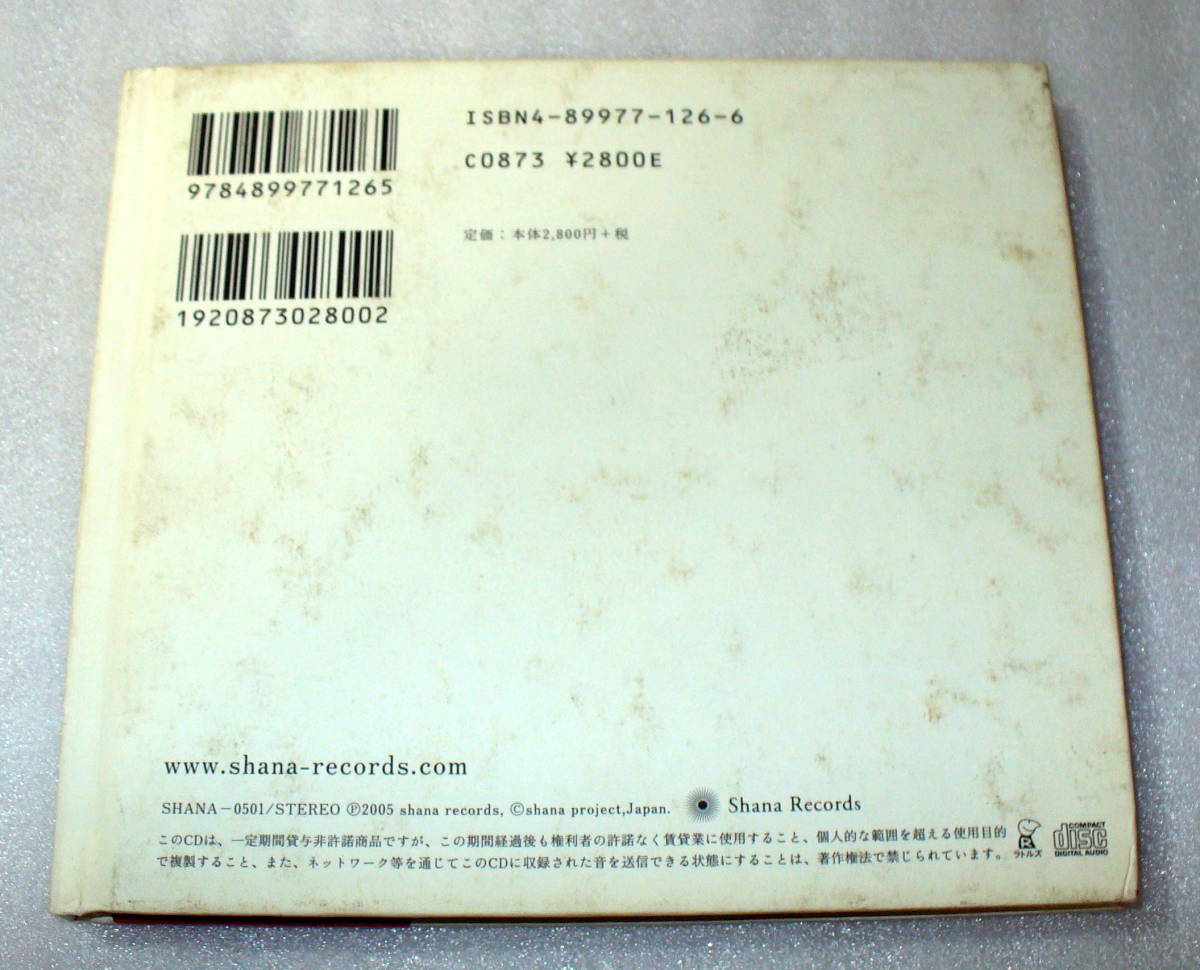 9784899771265
ISBN4-89977-126-6
C0873 ¥2800E
1920873028002
定価：本体2,800円＋税
www.shana-records.com
SHANA-0501/STEREO Ⓟ2005 shana records, ©shana project,Japan.
Shana Records
このCDは、一定期間貸与非許諾商品ですが、この期間経過後も権利者の許諾なく賃貸業に使用すること、個人的な範囲を超える使用目的
で複製すること、また、ネットワーク等を通じてこのCDに収録された音を送信できる状態にすることは、著作権法で禁じられています。
R
ラトルズ
COMPACT
disc
DIGITAL AUDIO